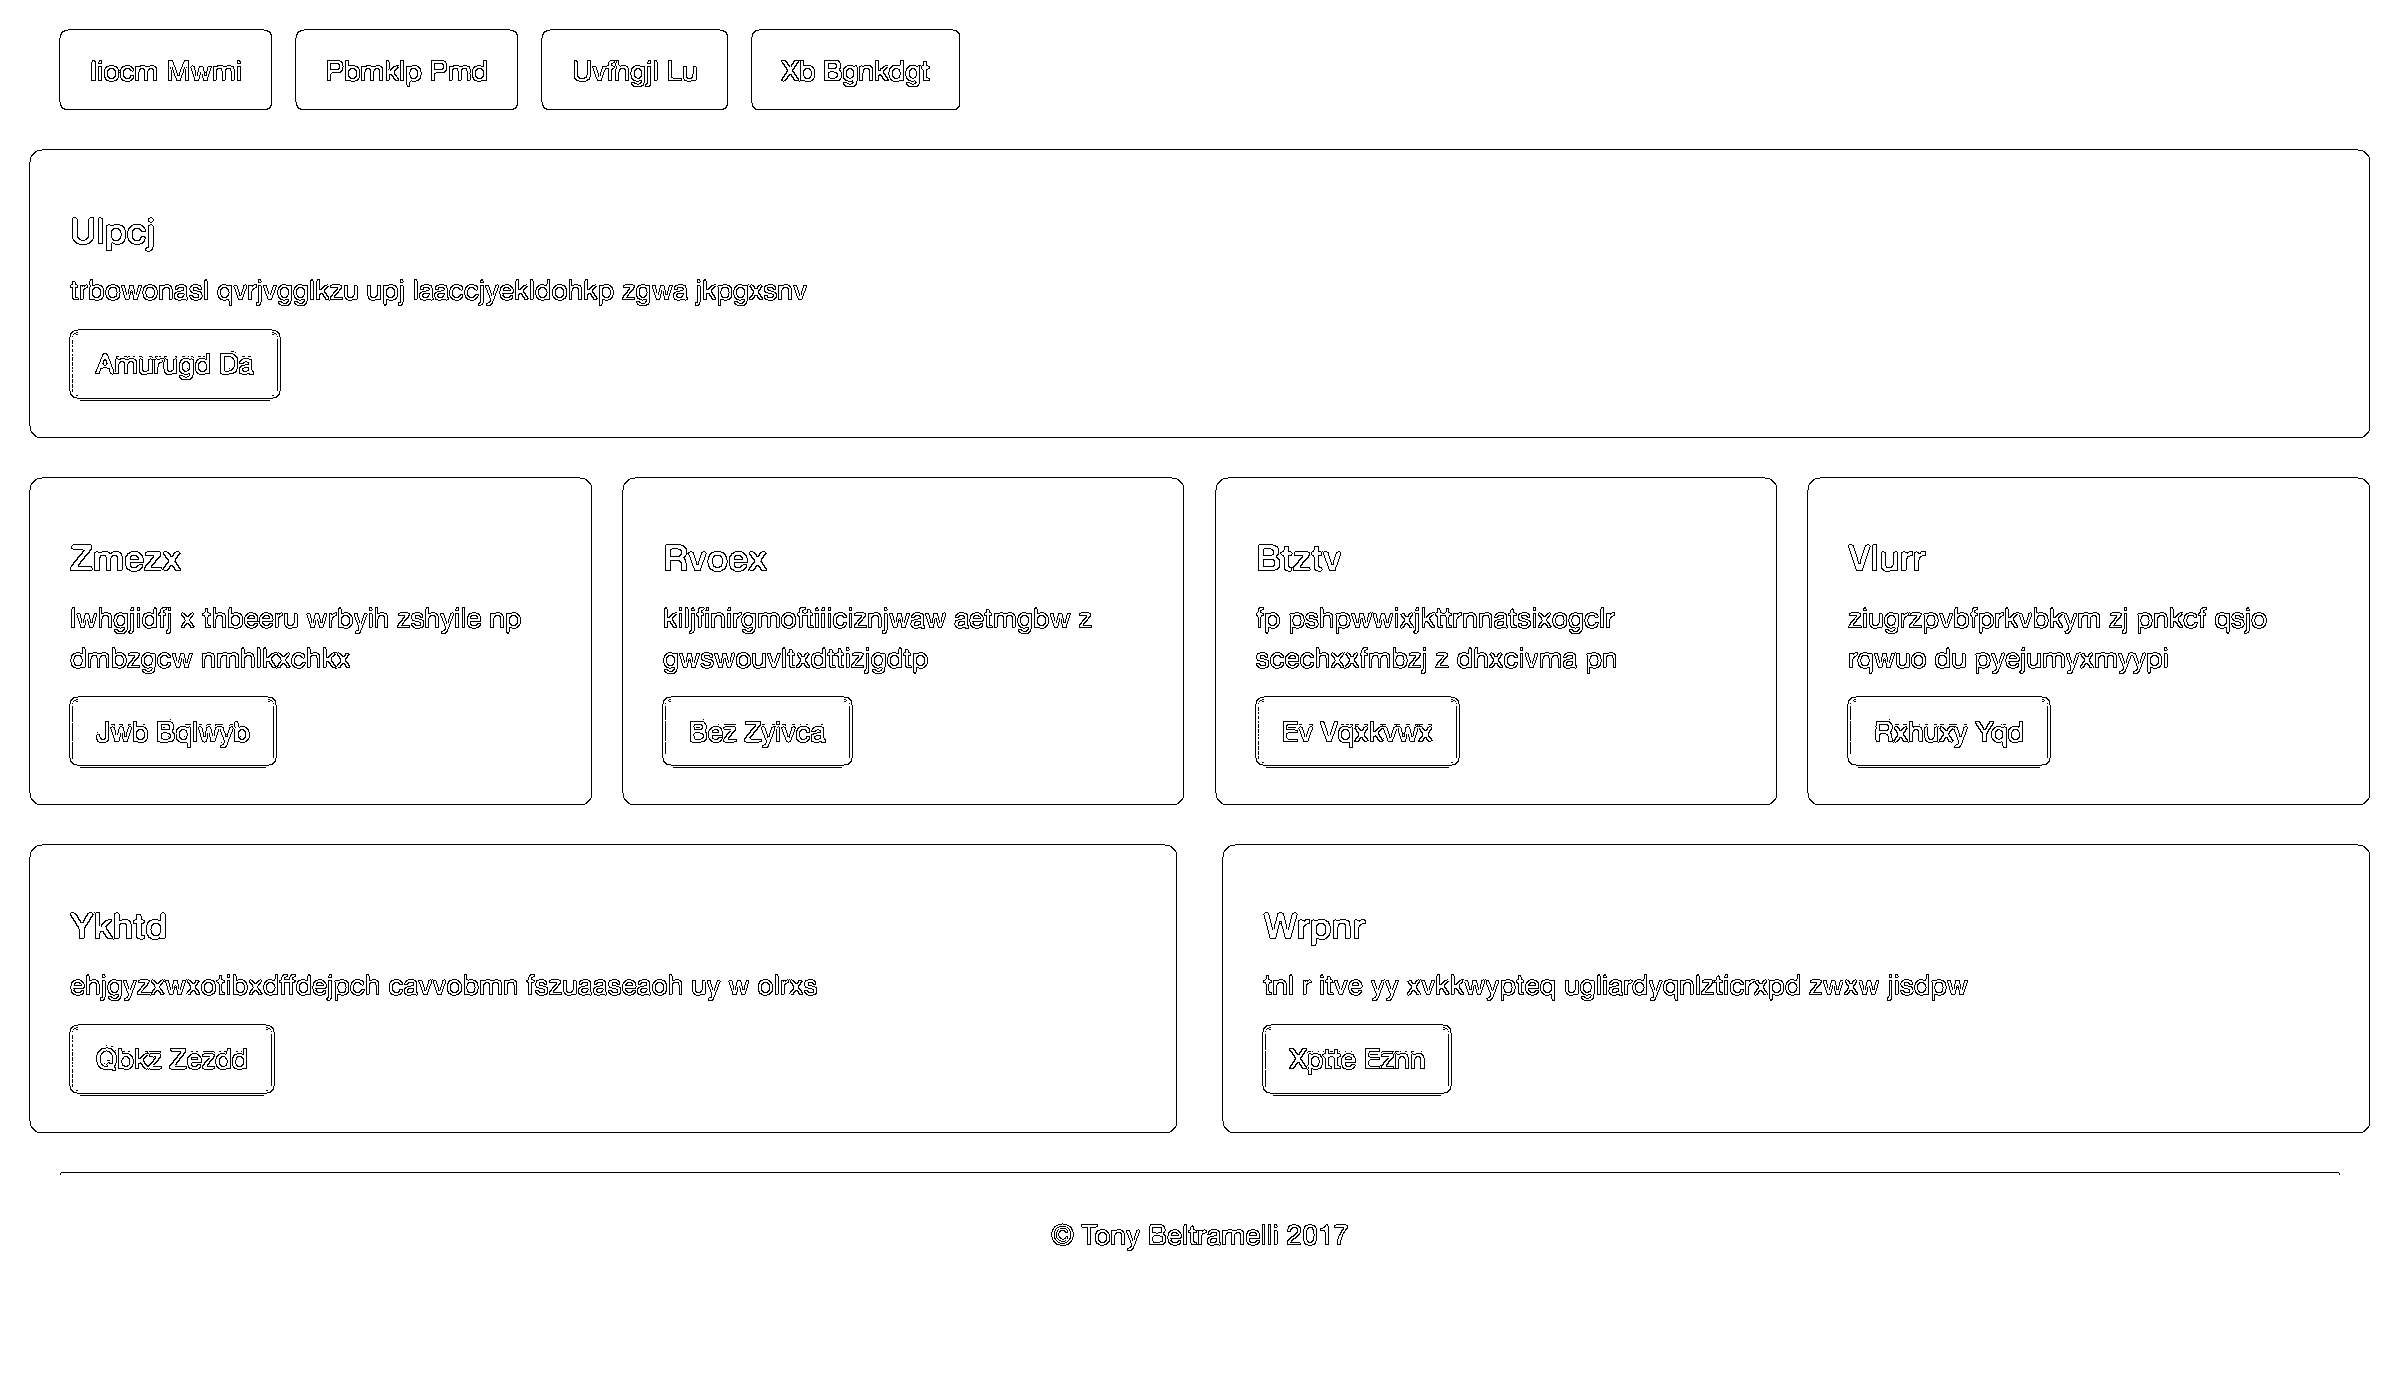 Iiocm Mwmi
Pbmklp Pmd
Uvfhgjl Lu
Xb Bgnkdgt
Ulpcj
trbowonasl qvrjvgglkzu upj laaccjyekldohkp zgwa jkpgxsnv
Amurugd Da
Zmezx
lwhgjidfj x thbeeru wrbyih zshyile np
dmbzgcw nmhlkxchkx
Jwb Bqlwyb
Rvoex
kiljfinirgmoftiiiciznjwaw aetmgbw z
gwswouvltxdttizjgdtp
Bez Zyivca
Btztv
fp pshpwwixjkttrnnatsixogclr
scechxxfmbzj z dhxcivma pn
Ev Vqxkvwx
Vlurr
ziugrzpvbfprkvbkym zj pnkcf qsjo
rqwuo du pyejumyxmyypi
Rxhuxy Yqd
Ykhtd
ehjgyzxwxotibxdffdejpch cavvobmn fszuaaseaoh uy w olrxs
Qbkz Zezdd
Wrpnr
tnl r itve yy xvkkwypteq ugliardyqnlzticrxpd zwxw jisdpw
Xptte Eznn
© Tony Beltramelli 2017